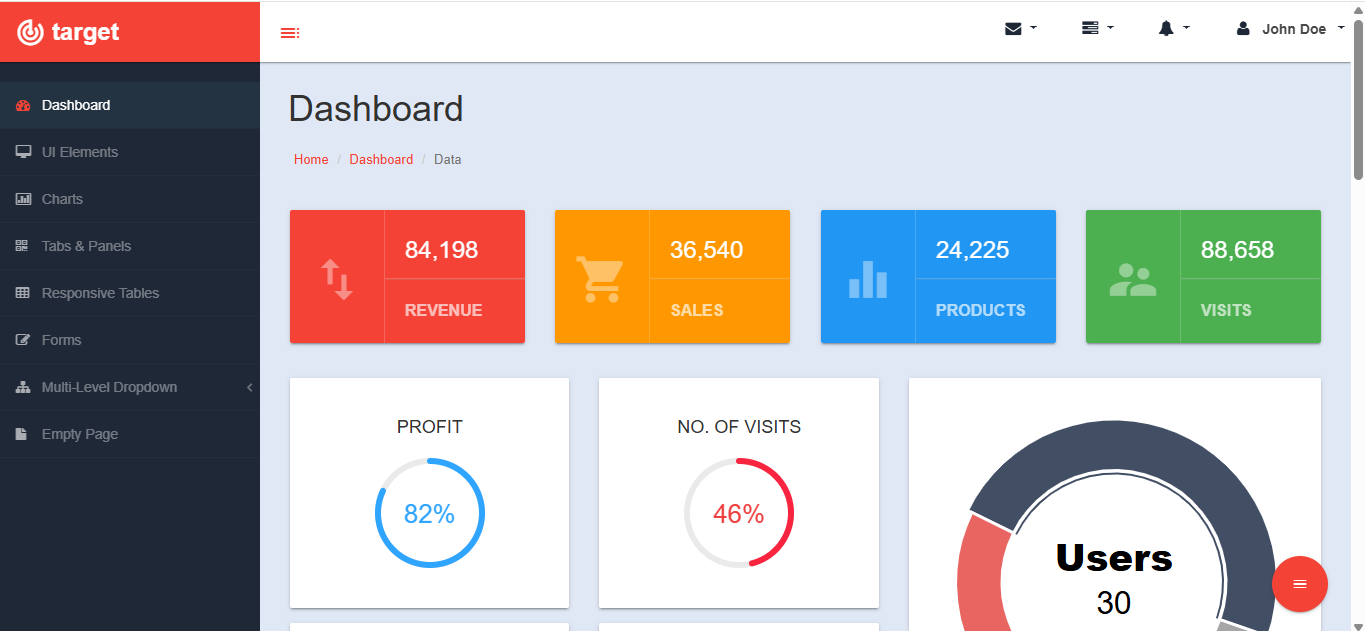 target
John Doe
Dashboard
UI Elements
Charts
Tabs & Panels
Responsive Tables
Forms
Multi-Level Dropdown
Empty Page
Dashboard
Home / Dashboard / Data
84,198
REVENUE
36,540
SALES
24,225
PRODUCTS
88,658
VISITS
PROFIT
82%
NO. OF VISITS
46%
Users
30